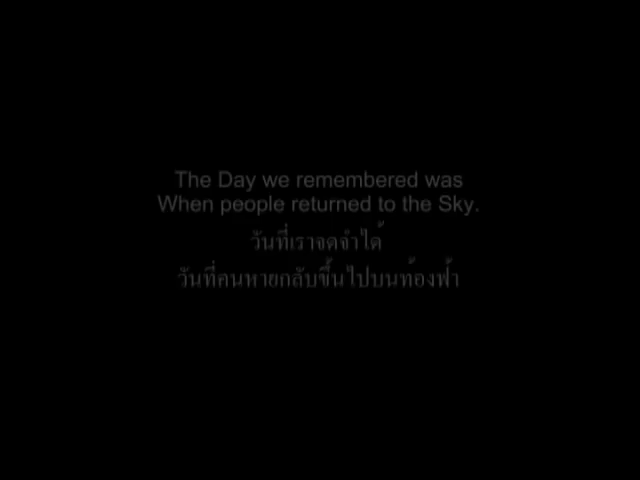 The Day we remembered was
When people returned to the Sky.
วันที่เราจดจำได้
วันที่คนหายกลับขึ้นไปบนท้องฟ้า